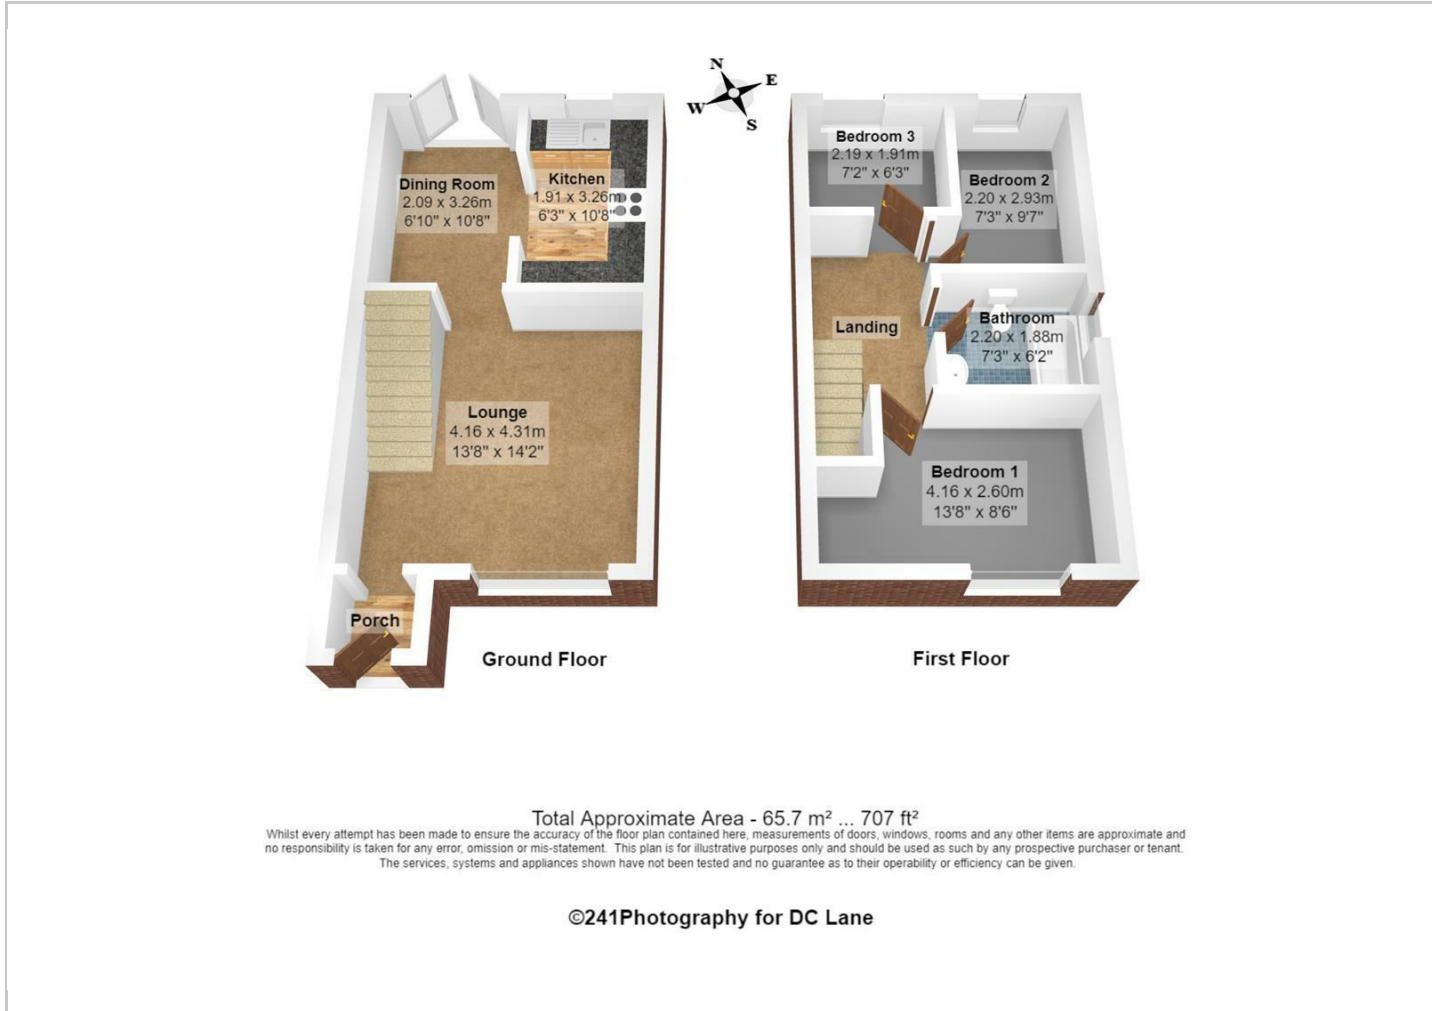 N
E
W
S
Dining Room
2.09 x 3.26m
6'10" x 10'8"
Kitchen
1.91 x 3.26m
6'3" x 10'8"
Lounge
4.16 x 4.31m
13'8" x 14'2"
Porch
Ground Floor
Bedroom 3
2.19 x 1.91m
7'2" x 6'3"
Bedroom 2
2.20 x 2.93m
7'3" x 9'7"
Landing
Bathroom
2.20 x 1.88m
7'3" x 6'2"
Bedroom 1
4.16 x 2.60m
13'8" x 8'6"
First Floor
Total Approximate Area - 65.7 m² ... 707 ft²
Whilst every attempt has been made to ensure the accuracy of the floor plan contained here, measurements of doors, windows, rooms and any other items are approximate and
no responsibility is taken for any error, omission or mis-statement. This plan is for illustrative purposes only and should be used as such by any prospective purchaser or tenant.
The services, systems and appliances shown have not been tested and no guarantee as to their operability or efficiency can be given.
©241Photography for DC Lane